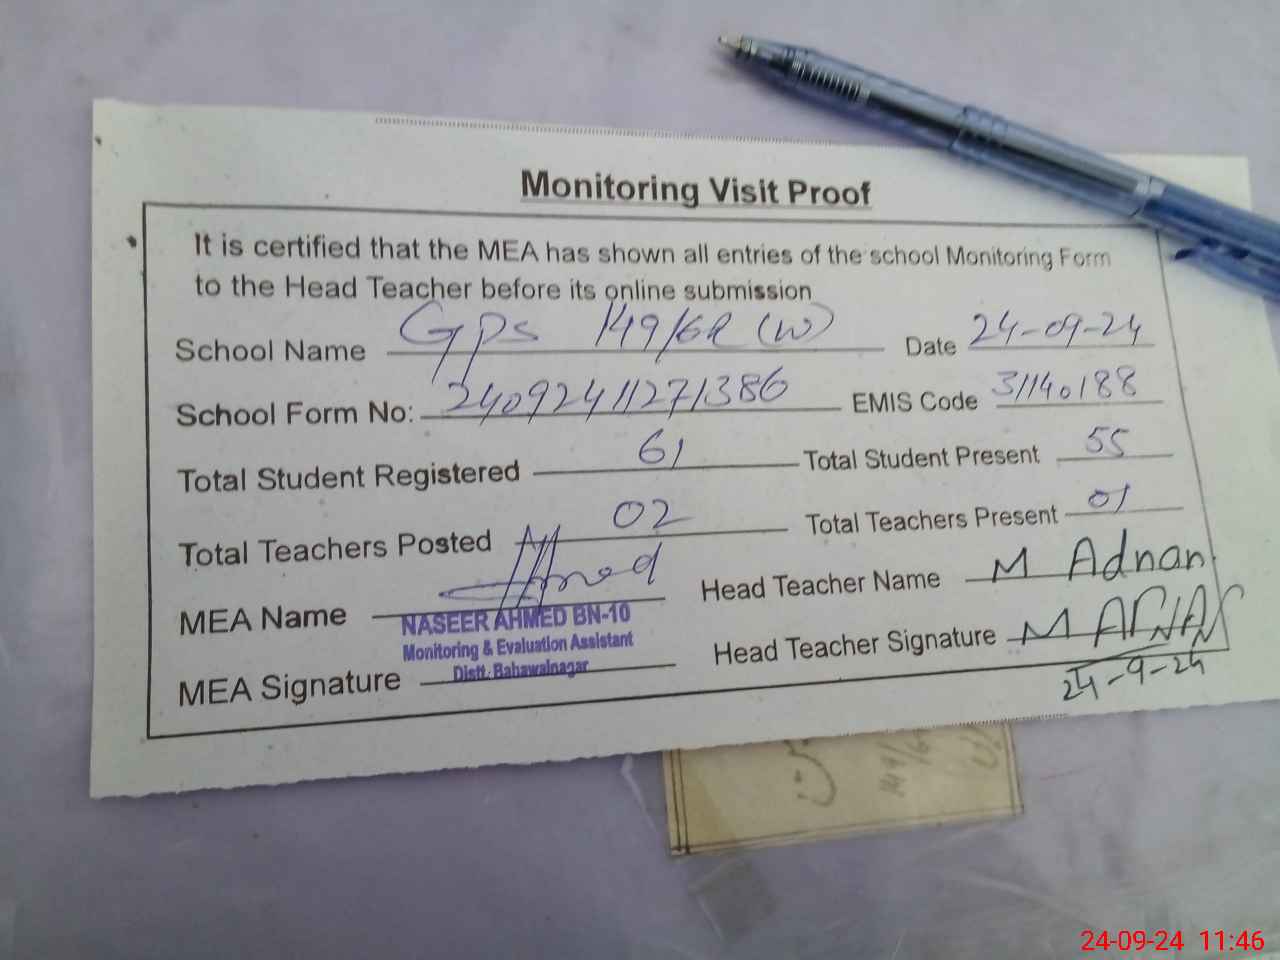 Monitoring Visit Proof
It is certified that the MEA has shown all entries of the school Monitoring Form
to the Head Teacher before its online submission
School Name GPS 149/6R (W) Date 24-09-24
School Form No: 24092411271386 EMIS Code 31140188
Total Student Registered 61 Total Student Present 55
Total Teachers Posted 02 Total Teachers Present 01
MEA Name Head Teacher Name M Adnan
NASEER AHMED BN-10
Monitoring & Evaluation Assistant
Distt. Bahawalnagar
MEA Signature Head Teacher Signature M
24-9-24
149/6
24-09-24 11:46